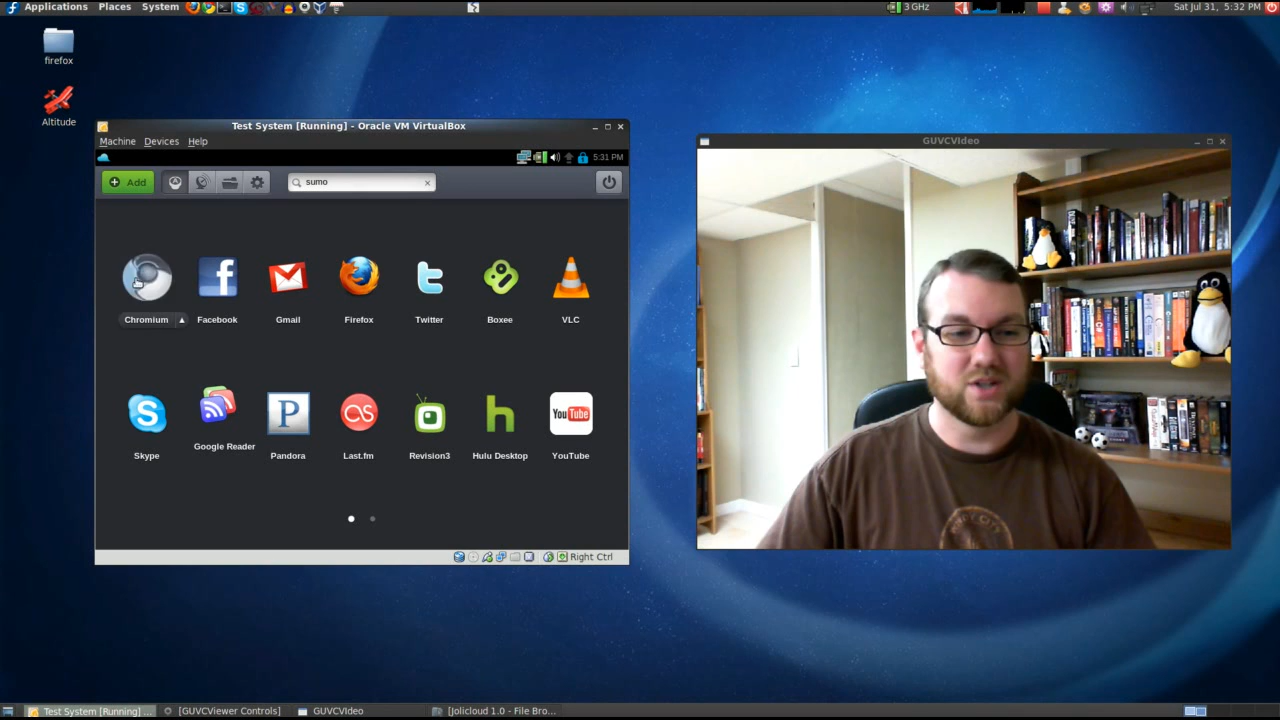 Applications Places System 3 GHz Sat Jul 31, 5:32 PM
firefox
Altitude
Test System [Running] - Oracle VM VirtualBox
Machine Devices Help
5:31 PM
Add sumo
Chromium Facebook Gmail Firefox Twitter Boxee VLC
S P h You Tube
Skype Google Reader Pandora Last.fm Revision3 Hulu Desktop YouTube
Right Ctrl
GUVCVIdeo
Test System [Running] ... [GUVCViewer Controls] GUVCVIdeo [Jolicloud 1.0 - File Bro...